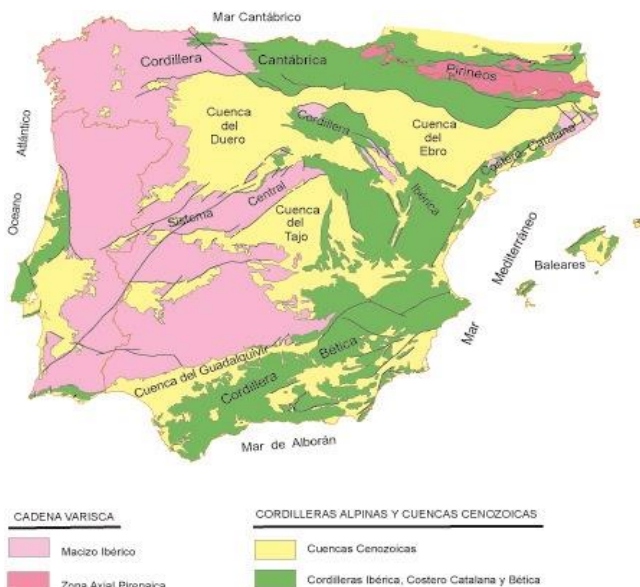 Mar Cantábrico
Cordillera
Cantábrica
Pirineos
Atlántico
Cuenca
del
Duero
Cordillera
Ibérica
Cuenca
del
Ebro
Costero Catalana
Oceano
Sistema
Central
Cuenca
del
Tajo
Mediterráneo
Mar
Baleares
Cuenca del Guadalquivir
Cordillera
Bética
Mar de Alborán
CADENA VARISCA
Macizo Ibérico
Zona Axial Pirenaica
CORDILLERAS ALPINAS Y CUENCAS CENOZOICAS
Cuencas Cenozoicas
Cordilleras Ibérica, Costero Catalana y Bética